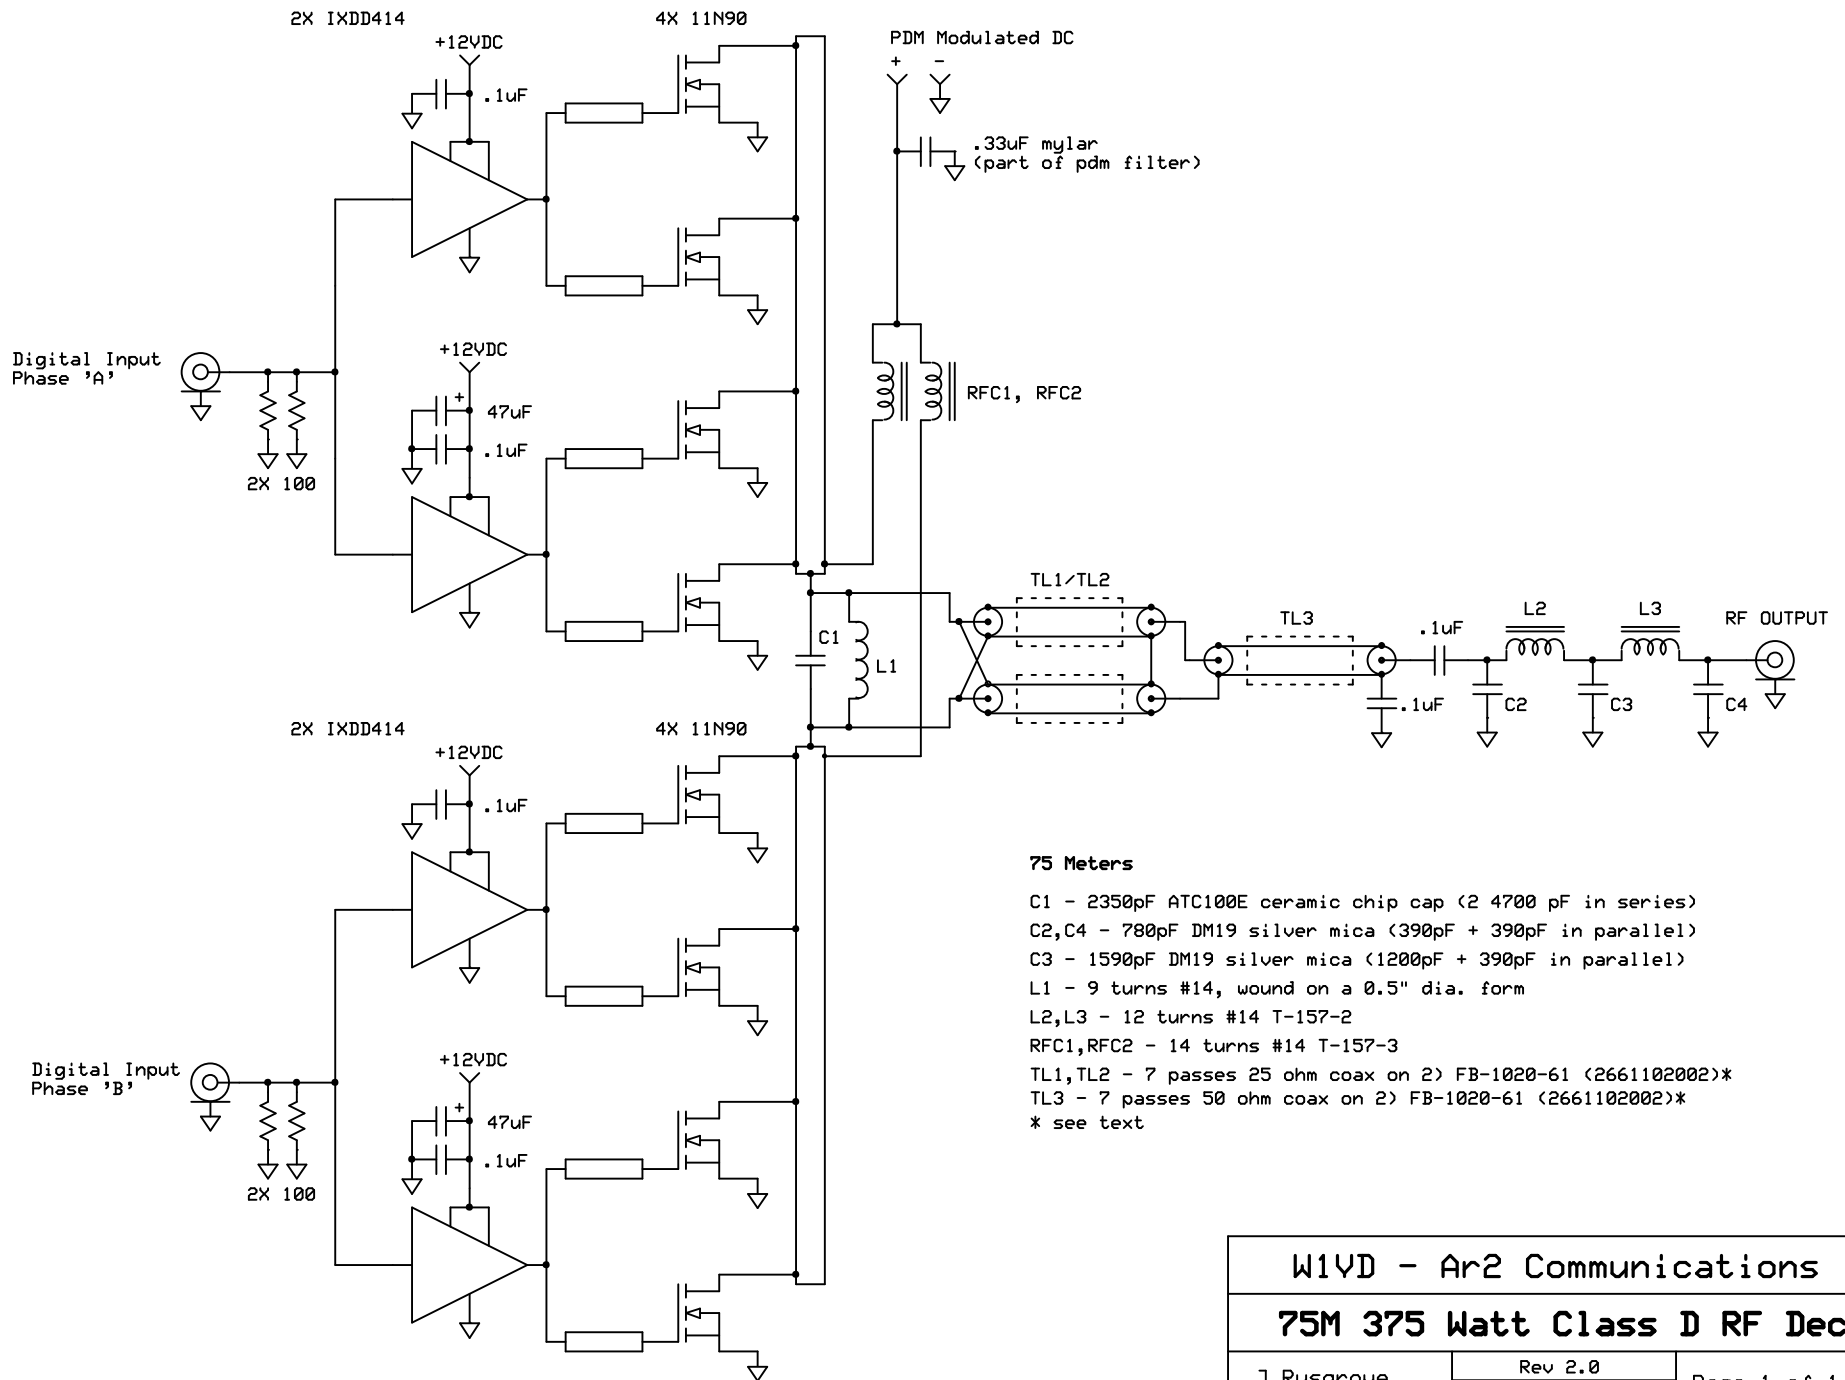 2X IXDD414
4X 11N90
+12VDC
.1uF
PDM Modulated DC
+ -
.33uF mylar
(part of pdm filter)
Digital Input
Phase 'A'
2X 100
+12VDC
+
47uF
.1uF
RFC1, RFC2
C1
L1
TL1/TL2
TL3
.1uF
.1uF
L2
L3
RF OUTPUT
C2
C3
C4
2X IXDD414
4X 11N90
+12VDC
.1uF
Digital Input
Phase 'B'
2X 100
+12VDC
+
47uF
.1uF
75 Meters
C1 - 2350pF ATC100E ceramic chip cap (2 4700 pF in series)
C2,C4 - 780pF DM19 silver mica (390pF + 390pF in parallel)
C3 - 1590pF DM19 silver mica (1200pF + 390pF in parallel)
L1 - 9 turns #14, wound on a 0.5" dia. form
L2,L3 - 12 turns #14 T-157-2
RFC1,RFC2 - 14 turns #14 T-157-3
TL1,TL2 - 7 passes 25 ohm coax on 2) FB-1020-61 (2661102002)*
TL3 - 7 passes 50 ohm coax on 2) FB-1020-61 (2661102002)*
* see text
W1VD - Ar2 Communications
75M 375 Watt Class D RF Dec
Rev 2.0
J Rusgrove
Page 1 of 1